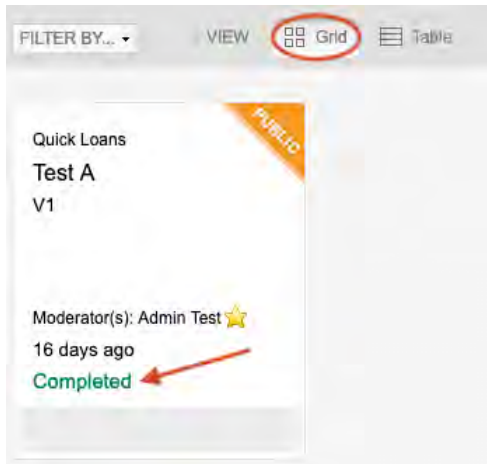 FILTER BY...
VIEW
Grid
Table
PUBLIC
Quick Loans
Test A
V1
Moderator(s): Admin Test
16 days ago
Completed